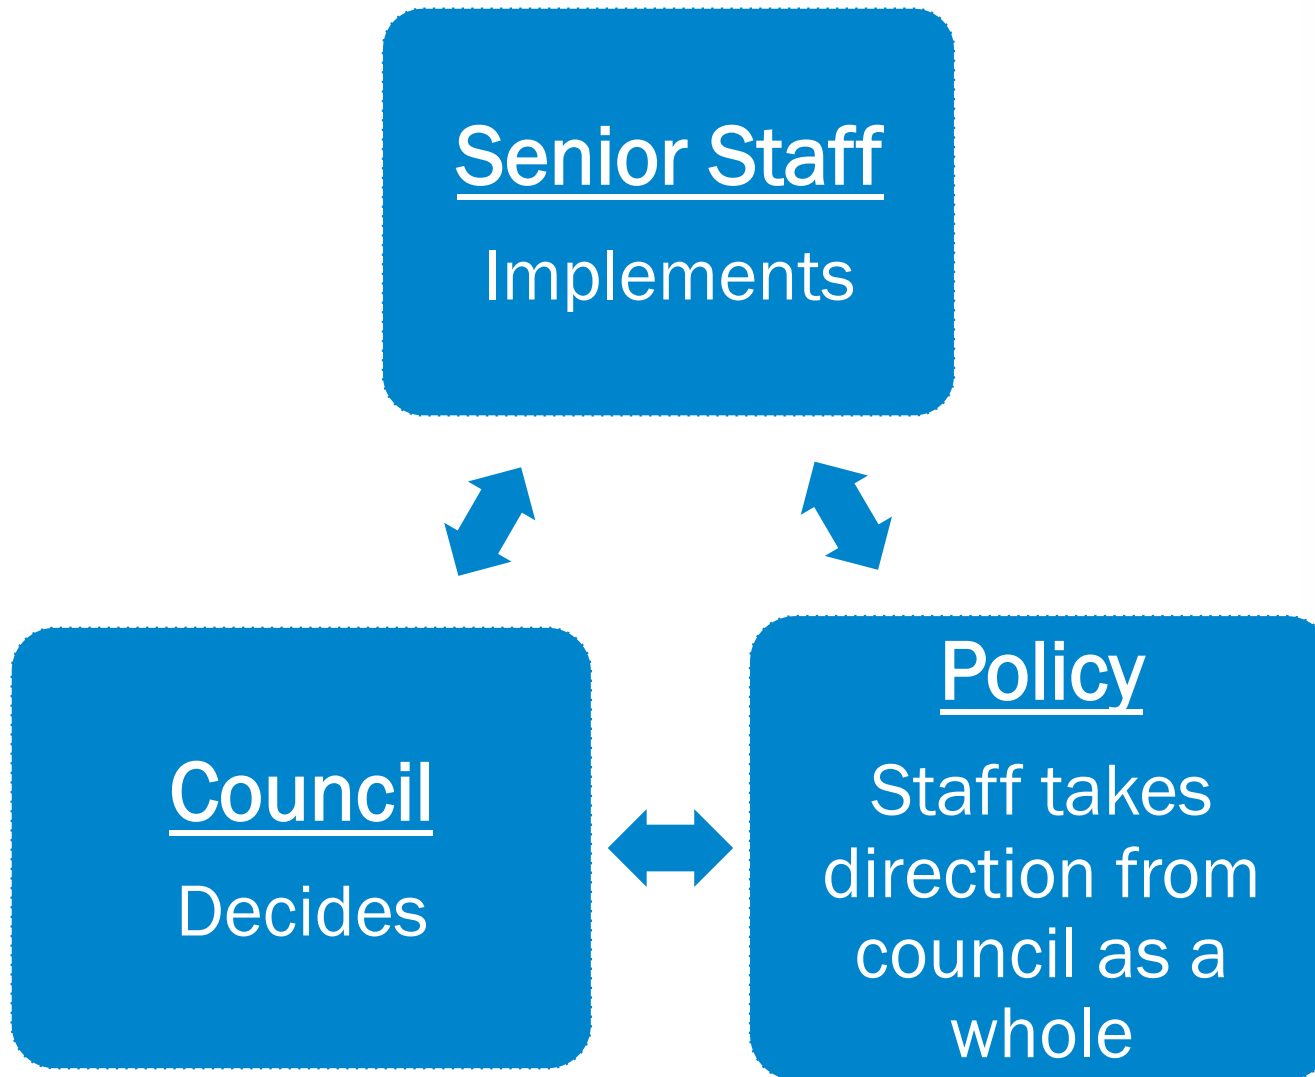 Senior Staff
Implements
Council
Decides
Policy
Staff takes
direction from
council as a
whole